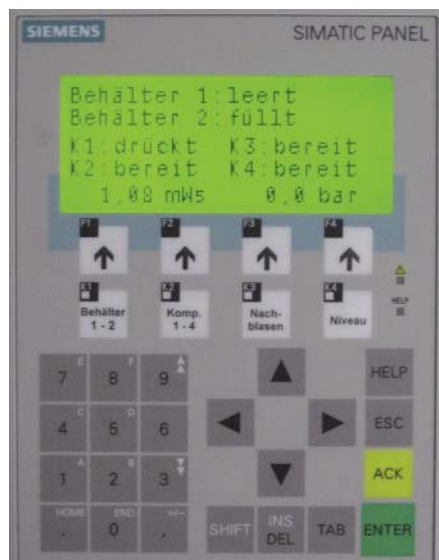 SIEMENS SIMATIC PANEL
Behälter 1:leert
Behälter 2:füllt
K1:drückt K3:bereit
K2:bereit K4:bereit
1,08 mWs 0,0 bar
F1 F2 F3 F4
K1 K2 K3 K4
Behälter 1 - 2 Komp. 1 - 4 Nach- blasen Niveau
HELP
7 E 8 F 9 HELP
4 C 5 D 6 ESC
1 A 2 B 3 ACK
HOME . END 0 +/- , SHIFT INS DEL TAB ENTER